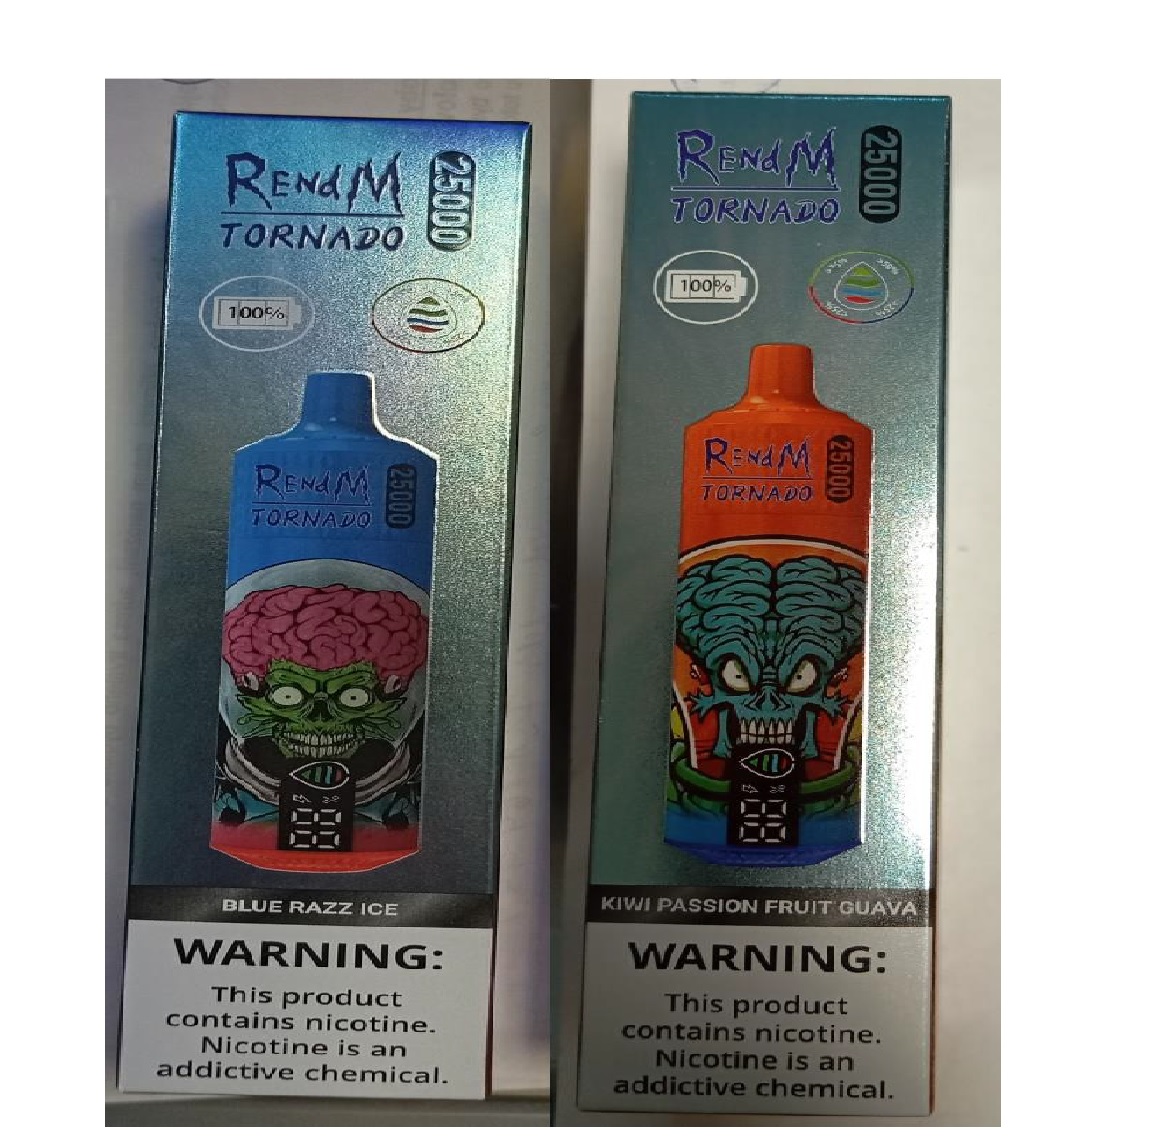 RENdM
TORNADO
25000
100%
RENdM
TORNADO
25000
88
BLUE RAZZ ICE
WARNING:
This product
contains nicotine.
Nicotine is an
addictive chemical.
RENdM
TORNADO
25000
100%
RENdM
TORNADO
25000
88
KIWI PASSION FRUIT GUAVA
WARNING:
This product
contains nicotine.
Nicotine is an
addictive chemical.